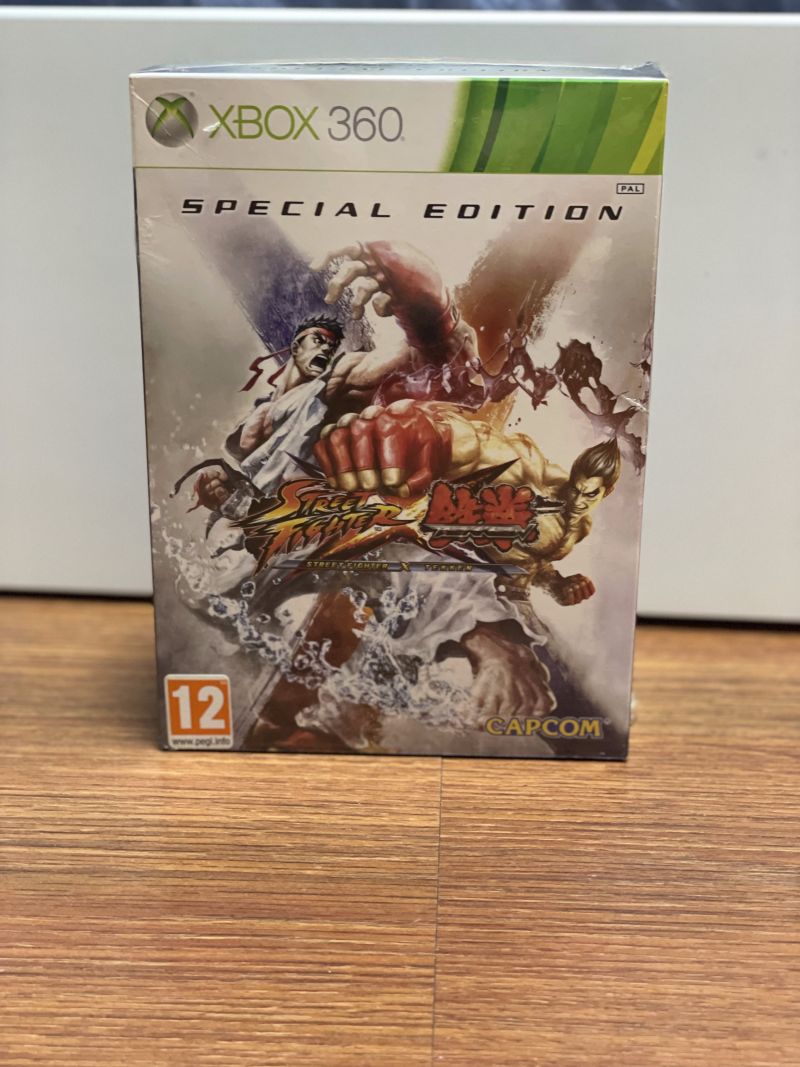 XBOX 360
PAL
SPECIAL EDITION
STREET FIGHTER X 鉄拳
STREET FIGHTER X TEKKEN
12
www.pegi.info
CAPCOM